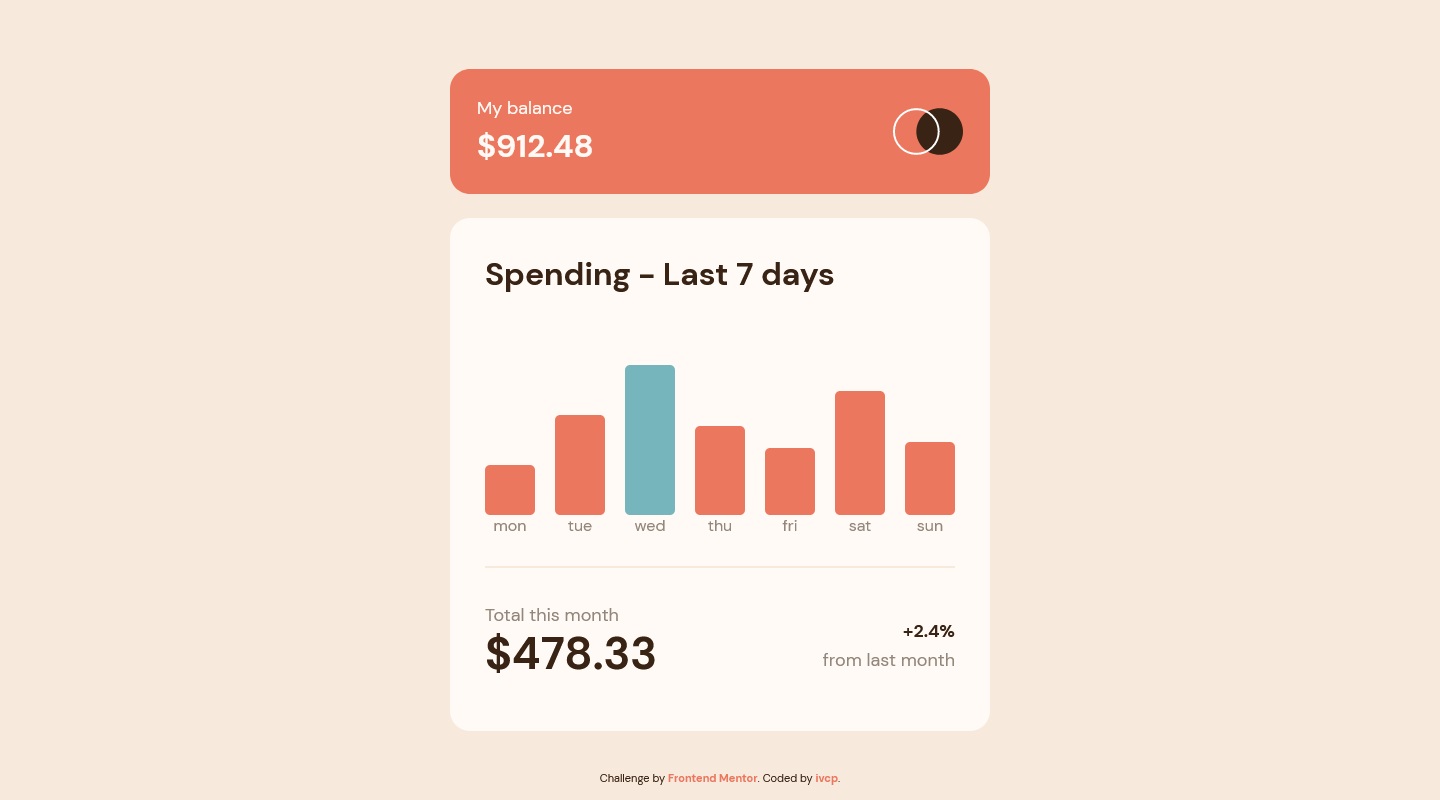 My balance
$912.48
Spending - Last 7 days
mon tue wed thu fri sat sun
Total this month
$478.33
+2.4%
from last month
Challenge by Frontend Mentor. Coded by ivcp.